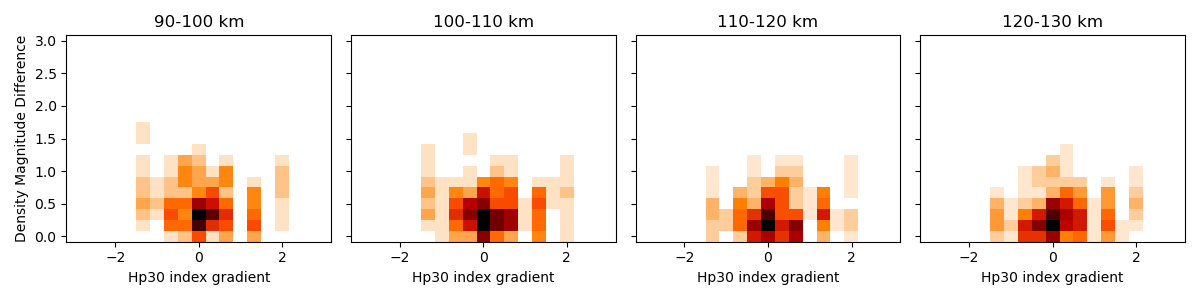 90-100 km 100-110 km 110-120 km 120-130 km
Density Magnitude Difference
3.0
2.5
2.0
1.5
1.0
0.5
0.0
−2 0 2 −2 0 2 −2 0 2 −2 0 2
Hp30 index gradient Hp30 index gradient Hp30 index gradient Hp30 index gradient